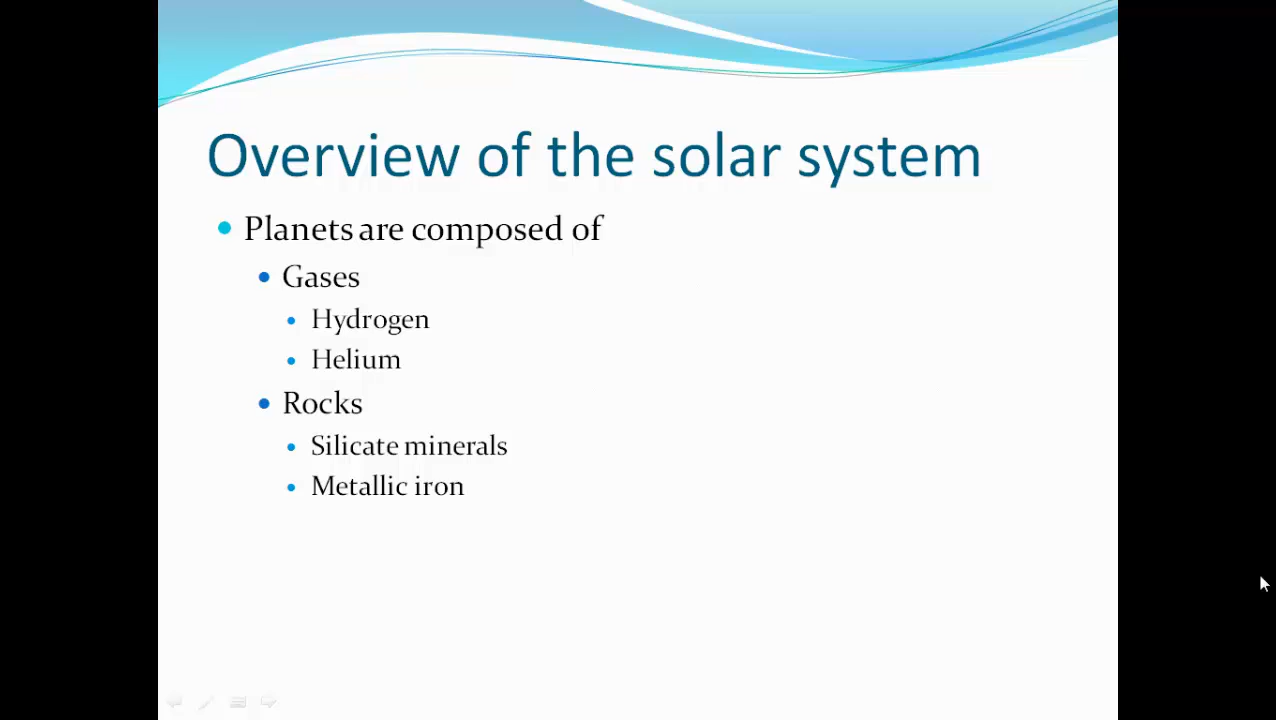 Overview of the solar system
Planets are composed of
Gases
Hydrogen
Helium
Rocks
Silicate minerals
Metallic iron